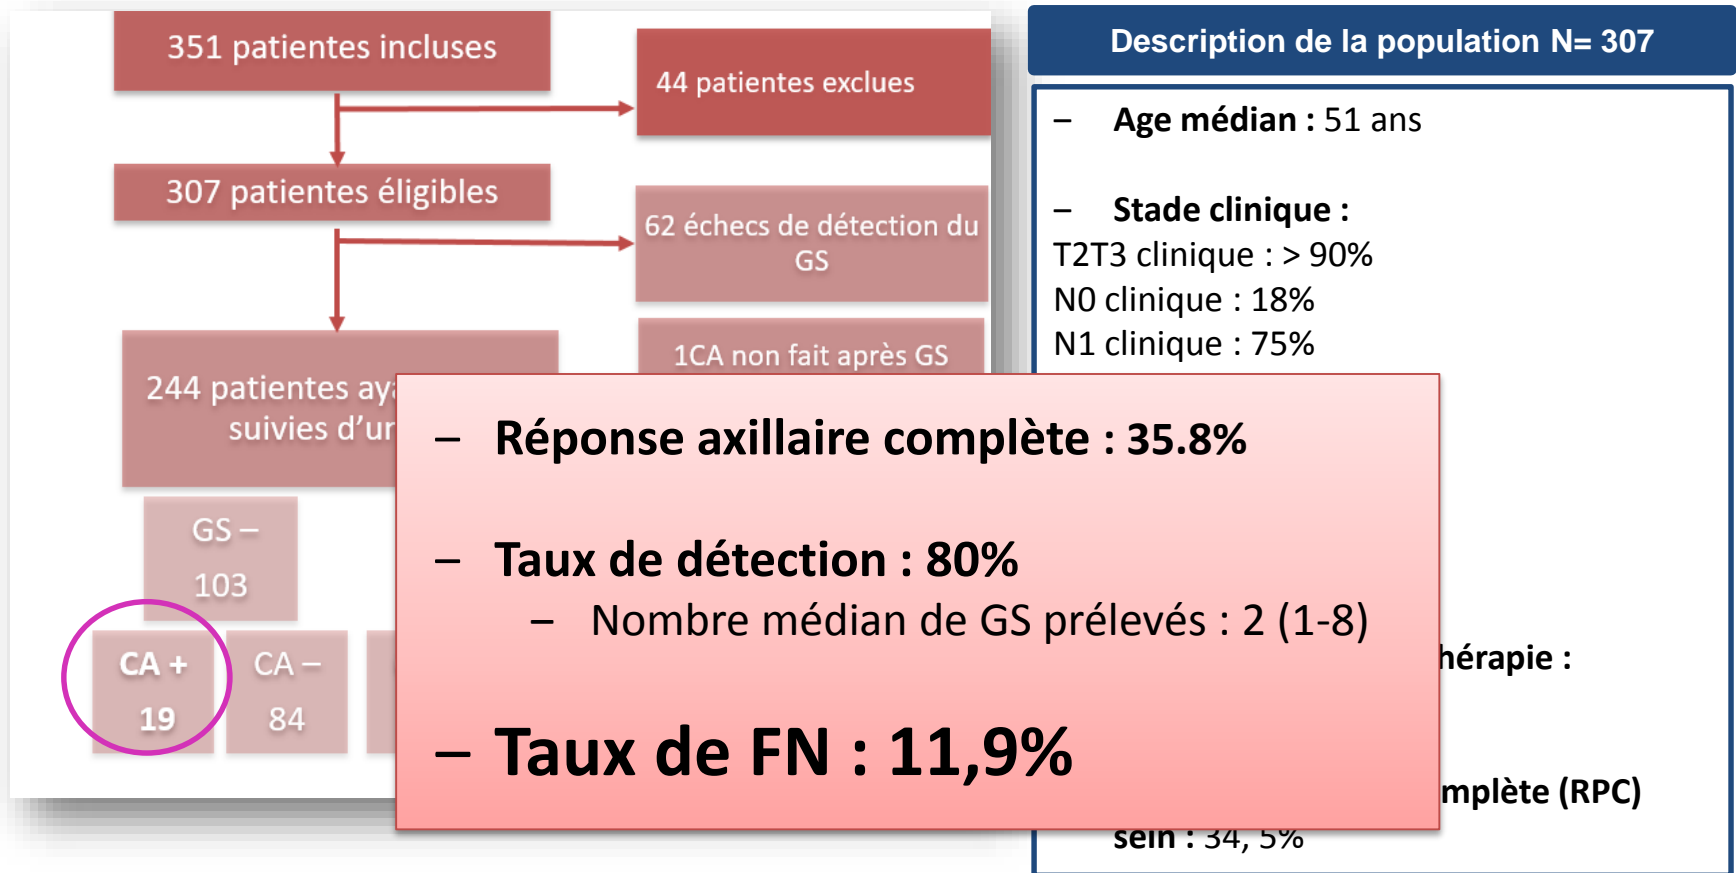 351 patientes incluses
44 patientes exclues
307 patientes éligibles
62 échecs de détection du
GS
1CA non fait après GS
244 patientes
suivies d'un
GS –
103
CA +
19
CA –
84
– Réponse axillaire complète : 35.8%
– Taux de détection : 80%
– Nombre médian de GS prélevés : 2 (1-8)
– Taux de FN : 11,9%
Description de la population N= 307
– Age médian : 51 ans
– Stade clinique :
T2T3 clinique : > 90%
N0 clinique : 18%
N1 clinique : 75%
hérapie :
mplète (RPC)
sein : 34, 5%